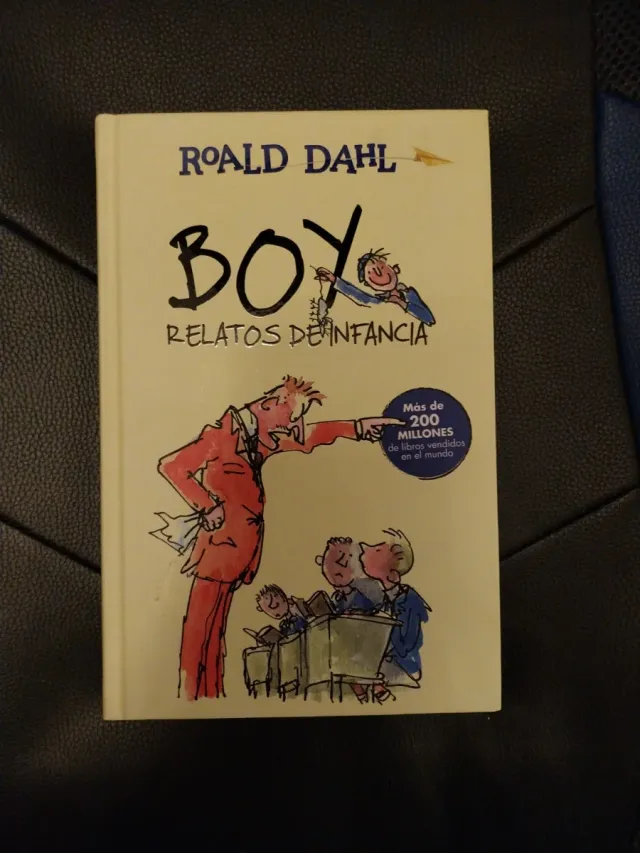 ROALD DAHL
BOY
RELATOS DE INFANCIA
Más de
200
MILLONES
de libros vendidos
en el mundo